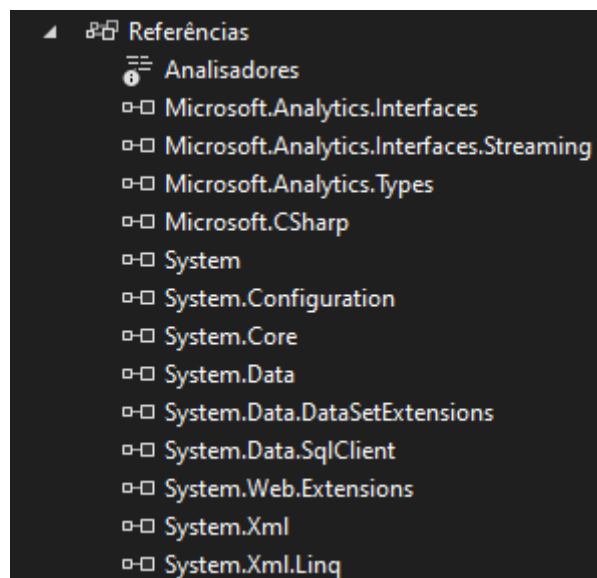 Referências
Analisadores
Microsoft.Analytics.Interfaces
Microsoft.Analytics.Interfaces.Streaming
Microsoft.Analytics.Types
Microsoft.CSharp
System
System.Configuration
System.Core
System.Data
System.Data.DataSetExtensions
System.Data.SqlClient
System.Web.Extensions
System.Xml
System.Xml.Linq